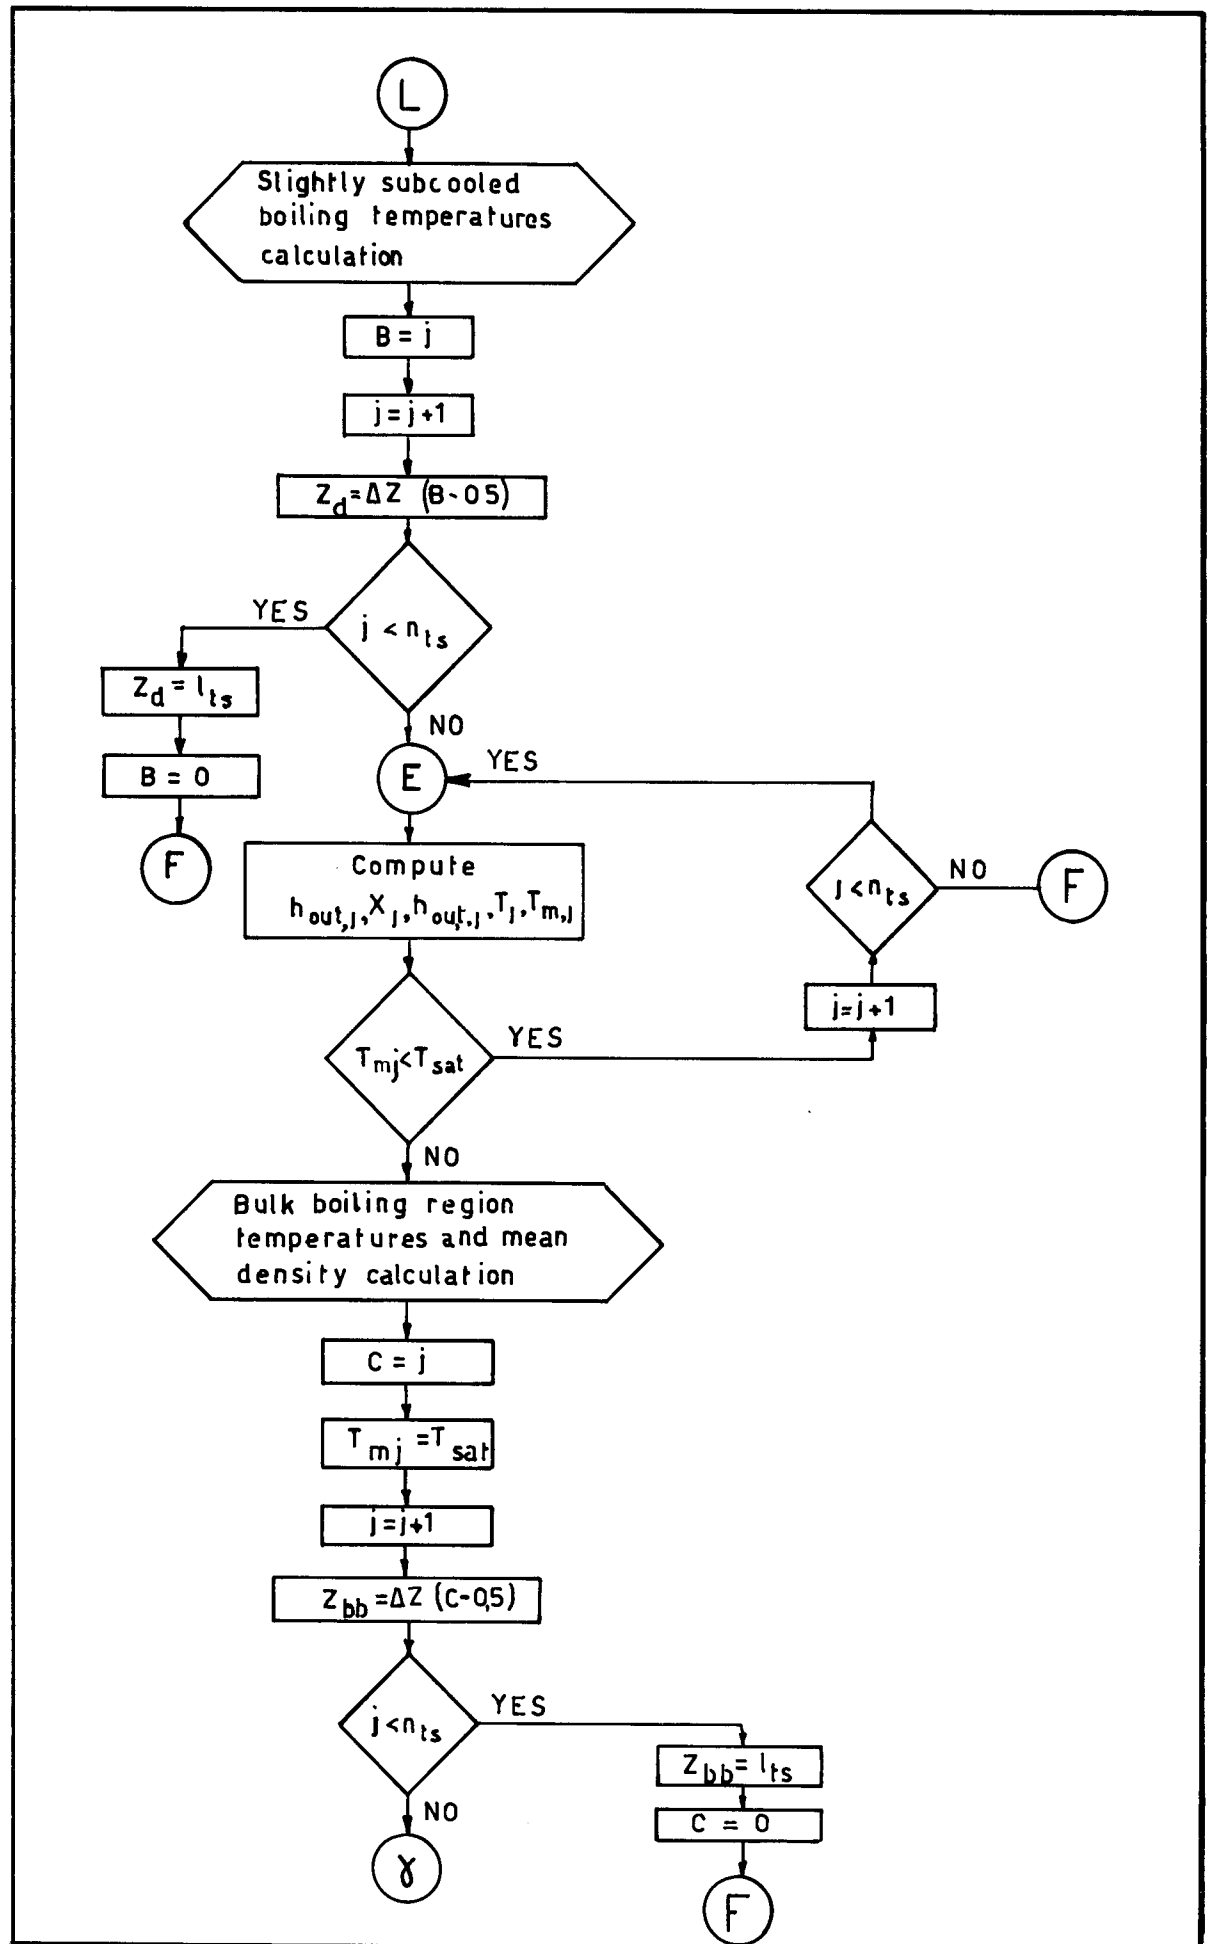 L
Slightly subcooled
boiling temperatures
calculation
B = j
j=j+1
Z_d=ΔZ (B-0 5)
j < n_ts
YES
NO
Z_d = l_ts
B = 0
F
E
YES
Compute
h_out,j, X_j, h_out,j, T_j, T_m,j
j < n_ts
NO
F
j=j+1
T_mj<T_sat
YES
NO
Bulk boiling region
temperatures and mean
density calculation
C = j
T_mj =T_sat
j=j+1
Z_bb =ΔZ (C-0,5)
j<n_ts
YES
NO
Z_bb= l_ts
C = 0
F
γ